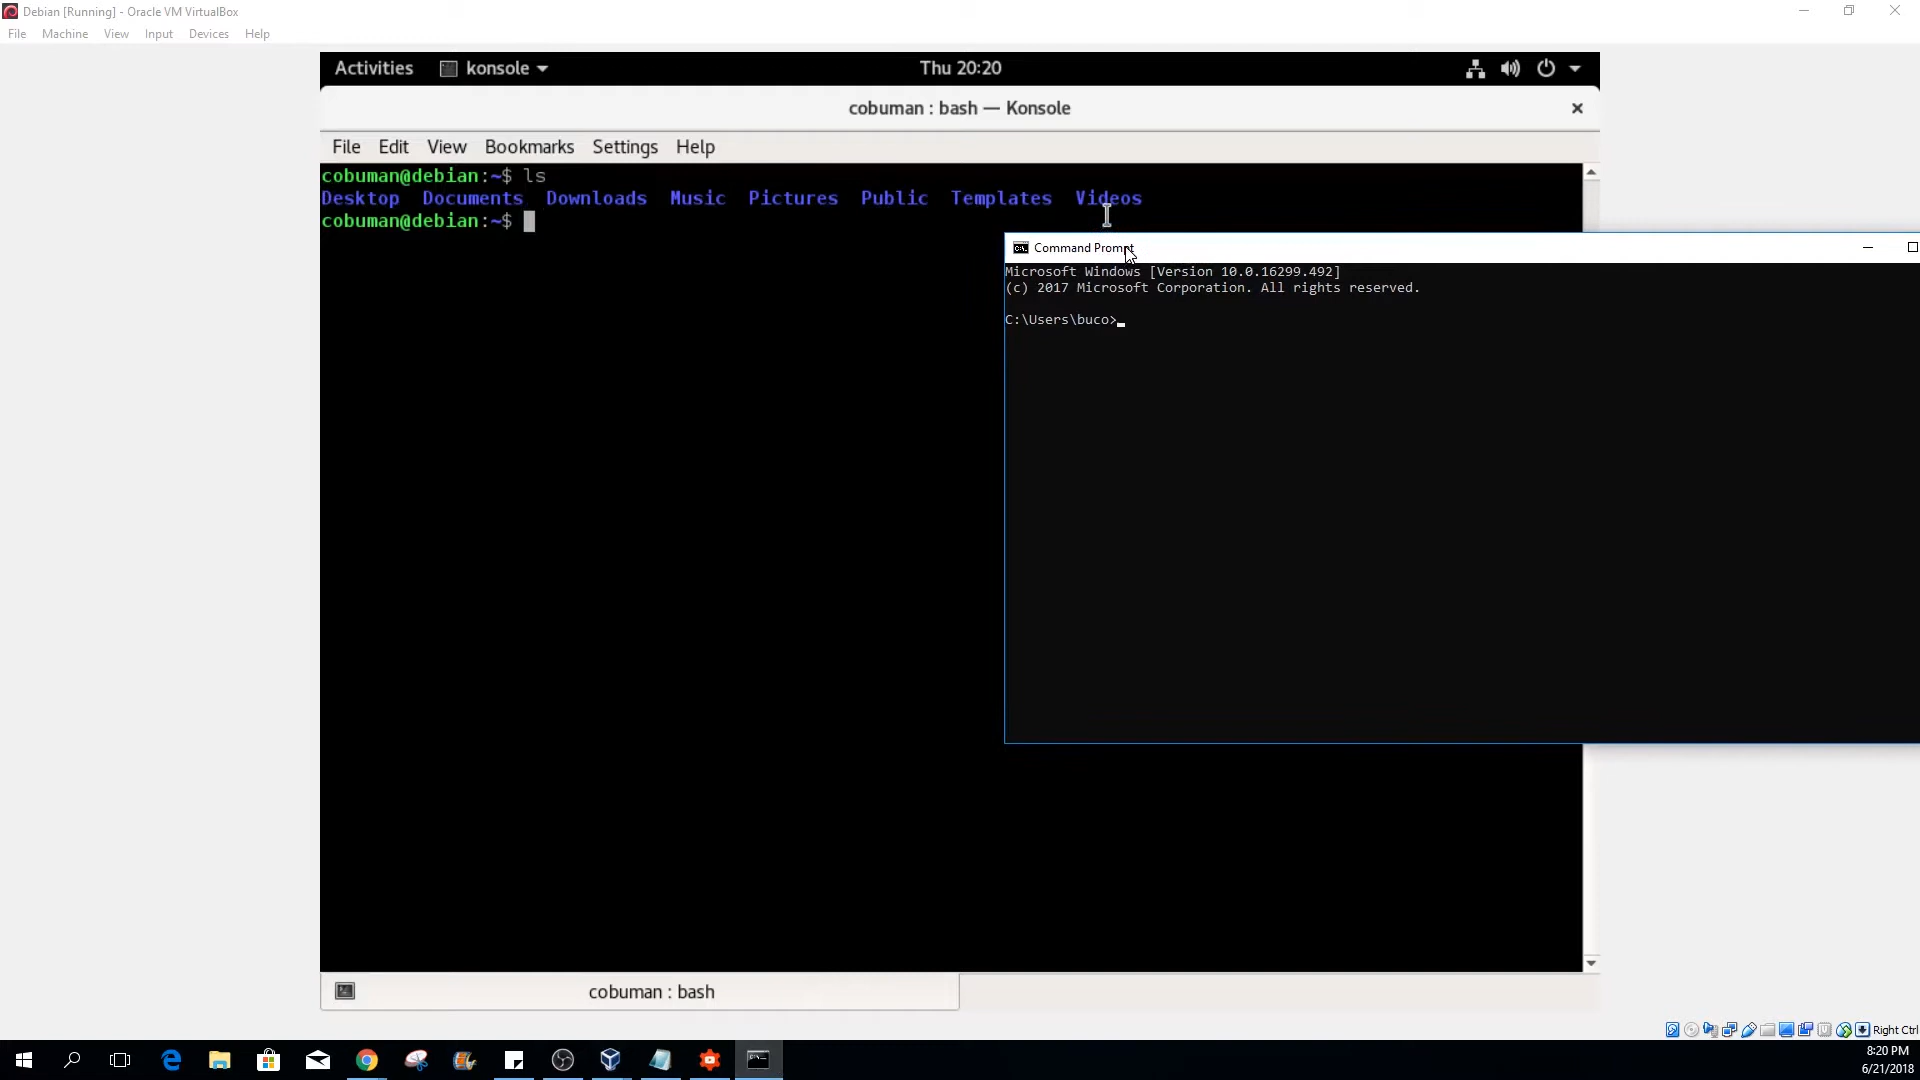 Debian [Running] - Oracle VM VirtualBox
File Machine View Input Devices Help
Activities konsole Thu 20:20
cobuman : bash — Konsole
File Edit View Bookmarks Settings Help
cobuman@debian:~$ ls
Desktop Documents Downloads Music Pictures Public Templates Videos
cobuman@debian:~$
Command Prompt
Microsoft Windows [Version 10.0.16299.492]
(c) 2017 Microsoft Corporation. All rights reserved.
C:\Users\buco>
cobuman : bash
Right Ctrl
8:20 PM
6/21/2018